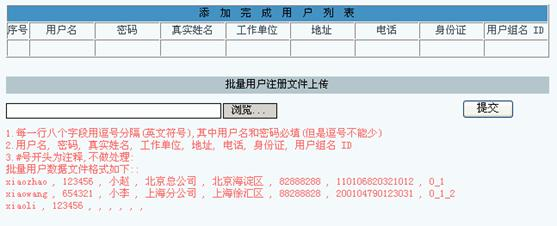 添 加 完 成 用 户 列 表
序号 用户名 密码 真实姓名 工作单位 地址 电话 身份证 用户组名 ID
批量用户注册文件上传
浏览... 提交
1.每一行八个字段用逗号分隔(英文符号),其中用户名和密码必填(但是逗号不能少)
2.用户名, 密码, 真实姓名, 工作单位, 地址, 电话, 身份证, 用户组名 ID
3.#号开头为注释,不做处理:
批量用户数据文件格式如下::
xiaozhao , 123456 , 小赵 , 北京总公司 , 北京海淀区 , 82888288 , 110106820321012 , 0_1
xiaowang , 654321 , 小李 , 上海分公司 , 上海徐汇区 , 88288828 , 200104790123031 , 0_1_2
xiaoli , 123456 , , , , , ,